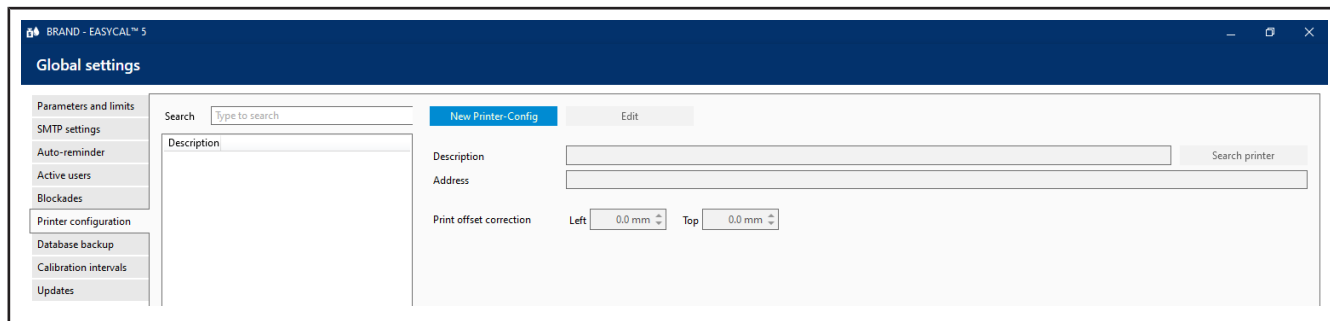 BRAND - EASYCAL™ 5
Global settings
Parameters and limits
SMTP settings
Auto-reminder
Active users
Blockades
Printer configuration
Database backup
Calibration intervals
Updates
Search Type to search
Description
New Printer-Config Edit
Description Search printer
Address
Print offset correction Left 0.0 mm Top 0.0 mm